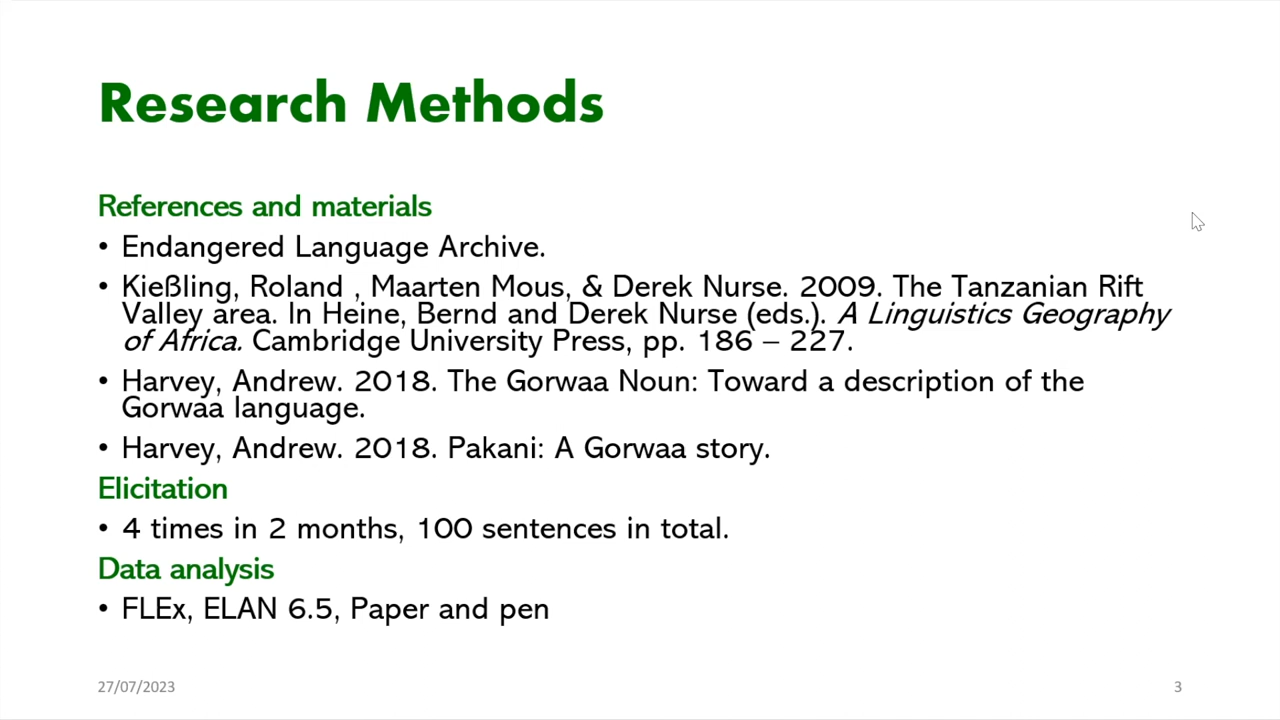 Research Methods
References and materials
• Endangered Language Archive.
• Kießling, Roland , Maarten Mous, & Derek Nurse. 2009. The Tanzanian Rift
Valley area. In Heine, Bernd and Derek Nurse (eds.). A Linguistics Geography
of Africa. Cambridge University Press, pp. 186 – 227.
• Harvey, Andrew. 2018. The Gorwaa Noun: Toward a description of the
Gorwaa language.
• Harvey, Andrew. 2018. Pakani: A Gorwaa story.
Elicitation
• 4 times in 2 months, 100 sentences in total.
Data analysis
• FLEx, ELAN 6.5, Paper and pen
27/07/2023
3